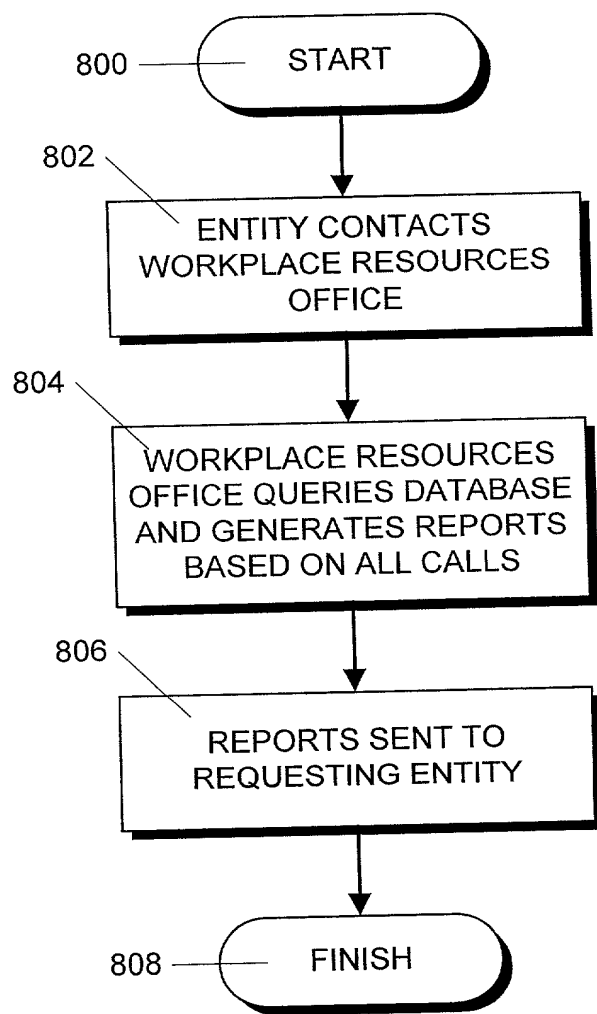 800
START
802
ENTITY CONTACTS
WORKPLACE RESOURCES
OFFICE
804
WORKPLACE RESOURCES
OFFICE QUERIES DATABASE
AND GENERATES REPORTS
BASED ON ALL CALLS
806
REPORTS SENT TO
REQUESTING ENTITY
808
FINISH